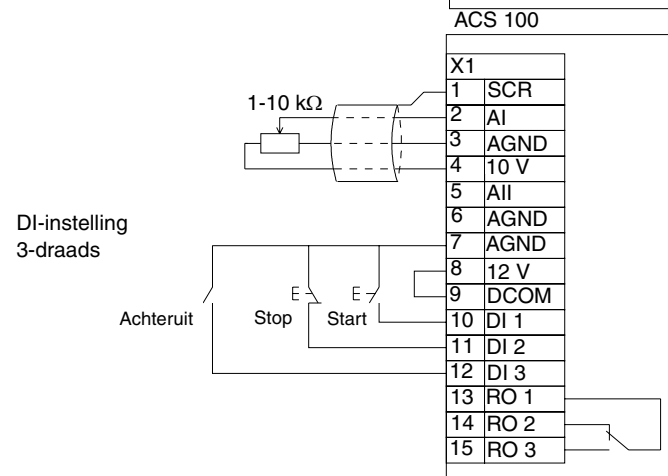 ACS 100
X1
1 SCR
1-10 kΩ
2 AI
3 AGND
4 10 V
5 AII
6 AGND
DI-instelling
3-draads
7 AGND
8 12 V
9 DCOM
Achteruit Stop Start
10 DI 1
11 DI 2
12 DI 3
13 RO 1
14 RO 2
15 RO 3